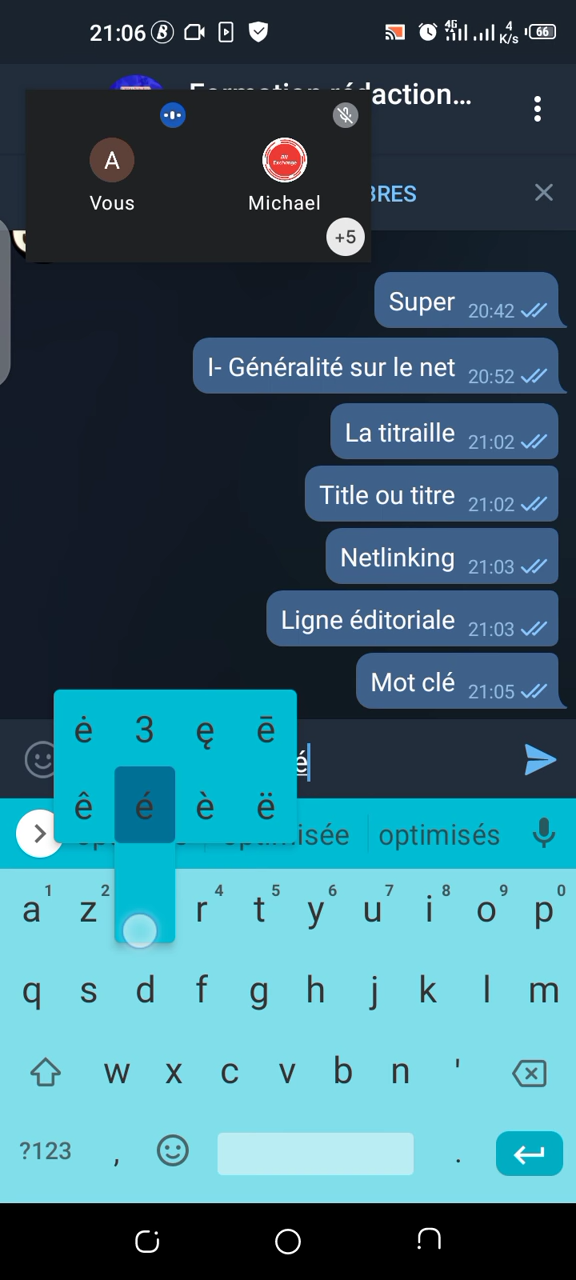 21:06
4G
4 K/s
66
rédaction...
A
Vous
Michael
+5
BRES
Super 20:42
I- Généralité sur le net 20:52
La titraille 21:02
Title ou titre 21:02
Netlinking 21:03
Ligne éditoriale 21:03
Mot clé 21:05
ė 3 ę ē
é
ê é è ë
optimisés
a 1 z 2 r 4 t 5 y 6 u 7 i 8 o 9 p 0
q s d f g h j k l m
w x c v b n '
?123 , .